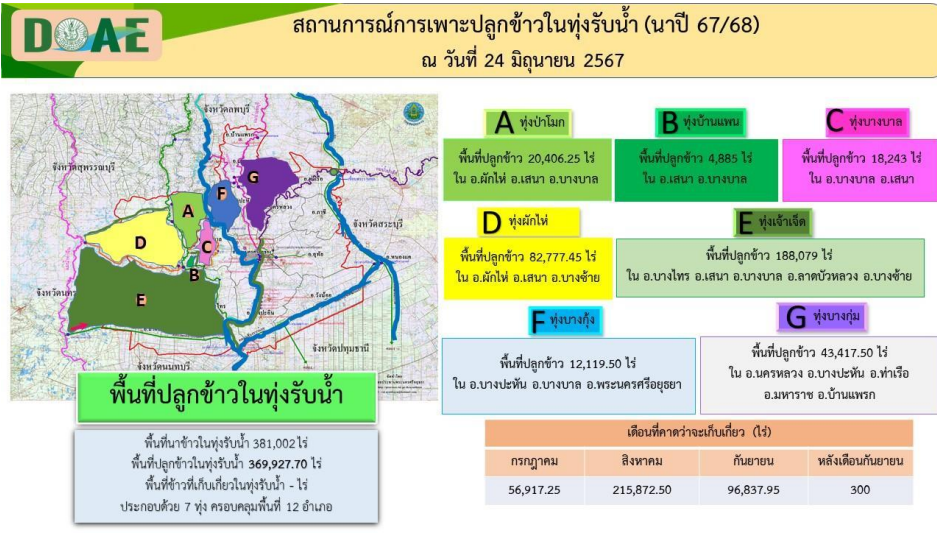 DOAE
สถานการณ์การเพาะปลูกข้าวในทุ่งรับน้ำ (นาปี 67/68)
ณ วันที่ 24 มิถุนายน 2567
จังหวัดลพบุรี
จังหวัดสุพรรณบุรี
จังหวัดสระบุรี
จังหวัดปทุมธานี
จังหวัดนนทบุรี
A
B
C
D
E
F
G
A ทุ่งป่าโมก
พื้นที่ปลูกข้าว 20,406.25 ไร่
ใน อ.ผักไห่ อ.เสนา อ.บางบาล
B ทุ่งบ้านแพน
พื้นที่ปลูกข้าว 4,885 ไร่
ใน อ.เสนา อ.บางบาล
C ทุ่งบางบาล
พื้นที่ปลูกข้าว 18,243 ไร่
ใน อ.บางบาล อ.เสนา
D ทุ่งผักไห่
พื้นที่ปลูกข้าว 82,777.45 ไร่
ใน อ.ผักไห่ อ.เสนา อ.บางซ้าย
E ทุ่งเจ้าเจ็ด
พื้นที่ปลูกข้าว 188,079 ไร่
ใน อ.บางไทร อ.เสนา อ.บางบาล อ.ลาดบัวหลวง อ.บางซ้าย
F ทุ่งบางกุ้ง
พื้นที่ปลูกข้าว 12,119.50 ไร่
ใน อ.บางปะหัน อ.บางบาล อ.พระนครศรีอยุธยา
G ทุ่งบางกุ่ม
พื้นที่ปลูกข้าว 43,417.50 ไร่
ใน อ.นครหลวง อ.บางปะหัน อ.ท่าเรือ
อ.มหาราช อ.บ้านแพรก
พื้นที่ปลูกข้าวในทุ่งรับน้ำ
พื้นที่นาข้าวในทุ่งรับน้ำ 381,002 ไร่
พื้นที่ปลูกข้าวในทุ่งรับน้ำ 369,927.70 ไร่
พื้นที่ข้าวที่เก็บเกี่ยวในทุ่งรับน้ำ - ไร่
ประกอบด้วย 7 ทุ่ง ครอบคลุมพื้นที่ 12 อำเภอ
เดือนที่คาดว่าจะเก็บเกี่ยว (ไร่)
กรกฎาคม สิงหาคม กันยายน หลังเดือนกันยายน
56,917.25 215,872.50 96,837.95 300